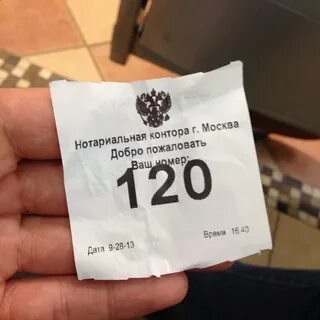 Нотариальная контора г. Москва
Добро пожаловать
Ваш номер:
120
Дата 9-28-13 Время 16:40